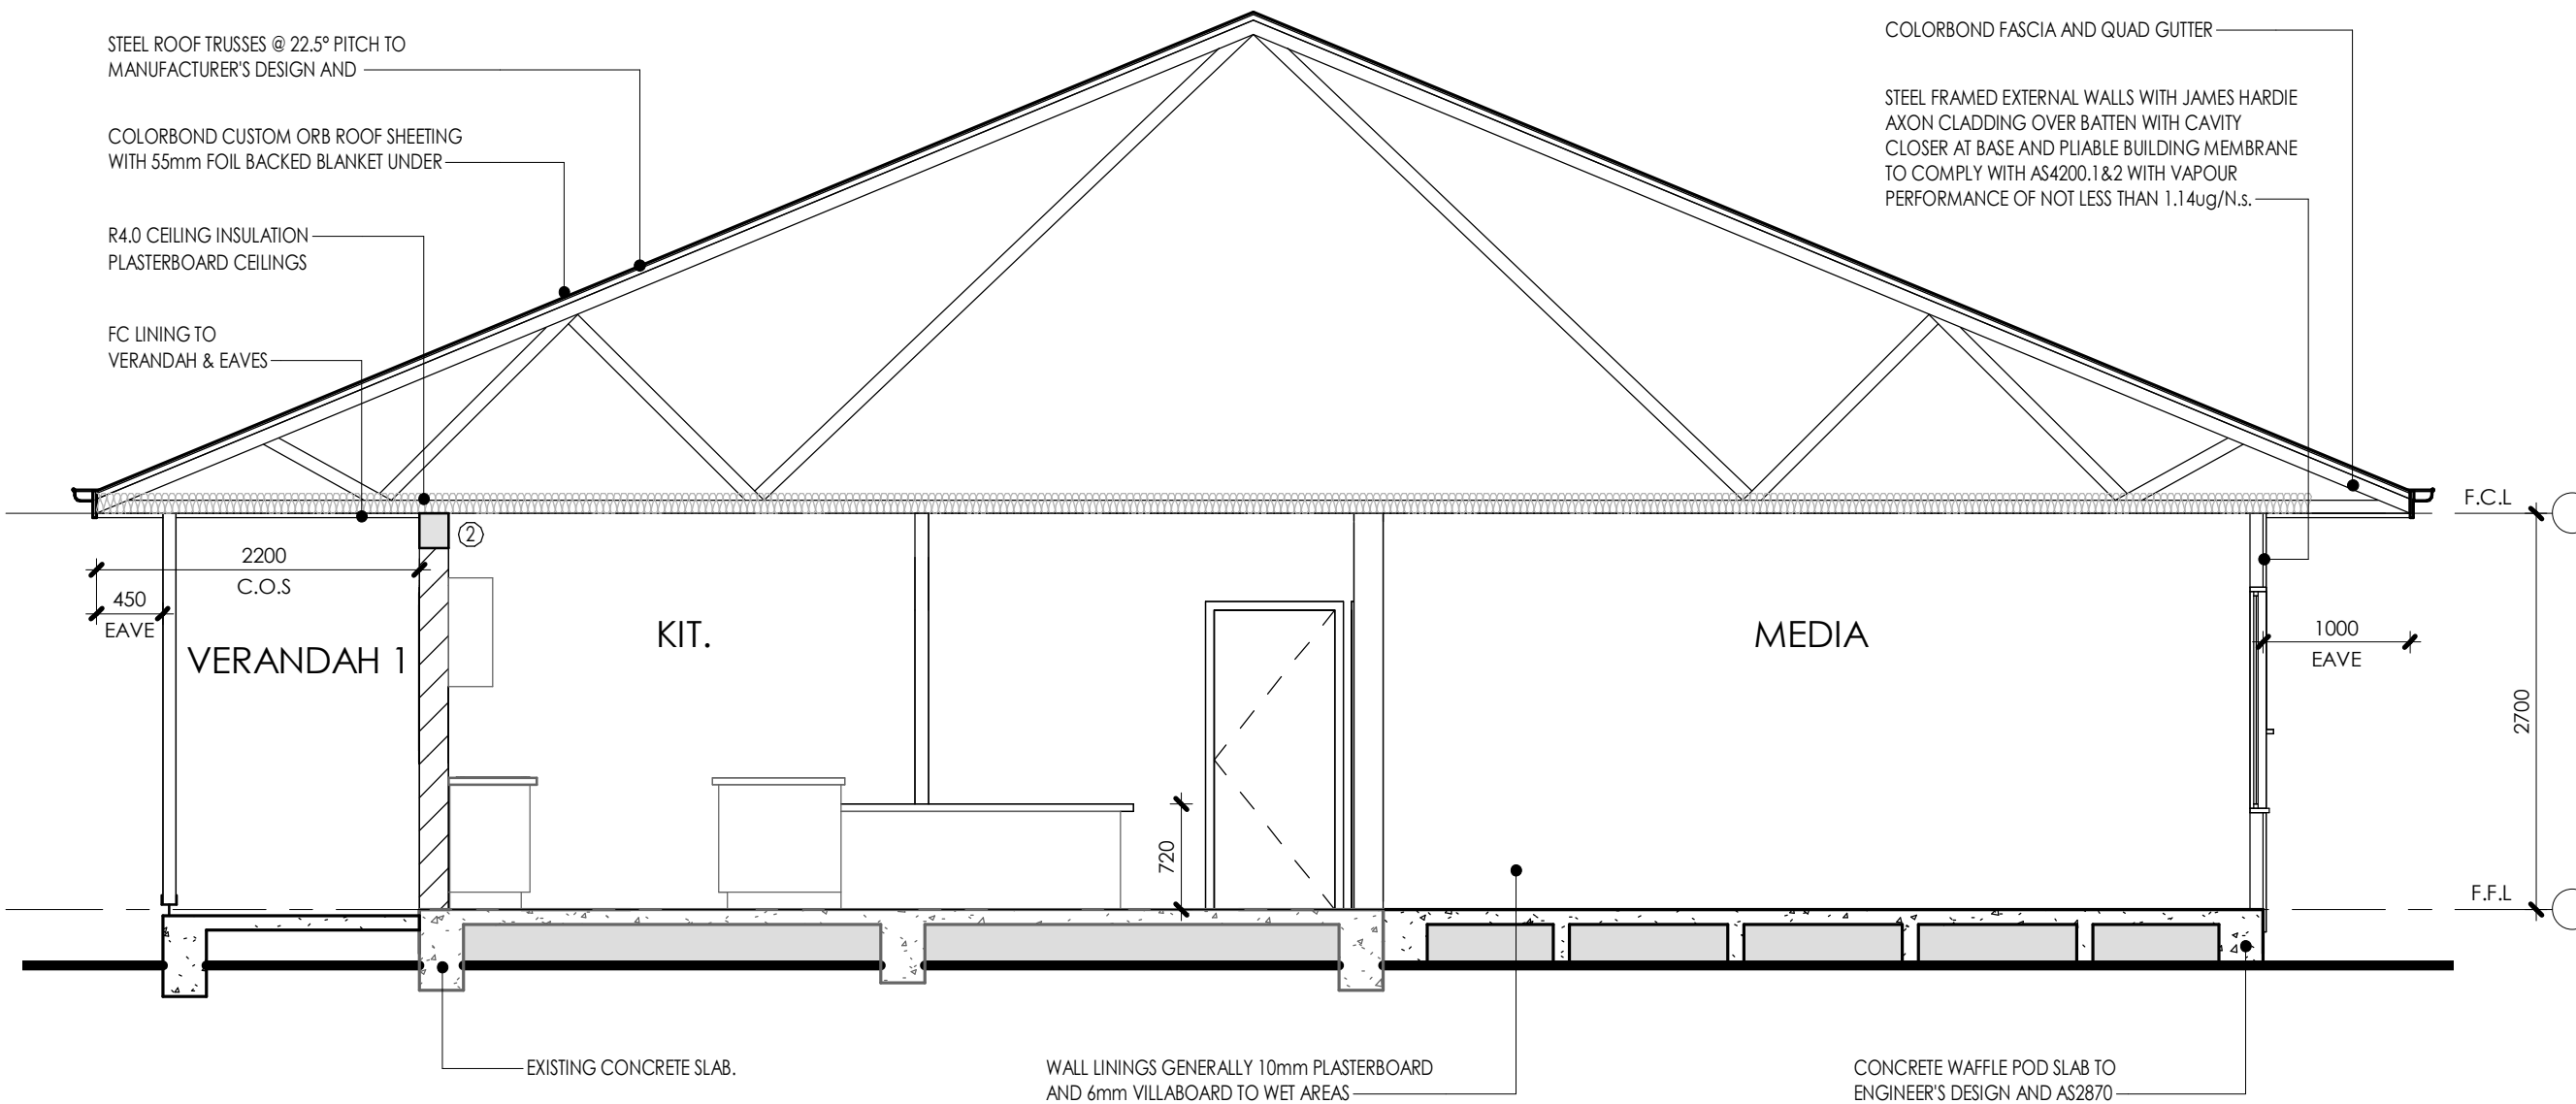 STEEL ROOF TRUSSES @ 22.5° PITCH TO
MANUFACTURER'S DESIGN AND
COLORBOND CUSTOM ORB ROOF SHEETING
WITH 55mm FOIL BACKED BLANKET UNDER
R4.0 CEILING INSULATION
PLASTERBOARD CEILINGS
FC LINING TO
VERANDAH & EAVES
COLORBOND FASCIA AND QUAD GUTTER
STEEL FRAMED EXTERNAL WALLS WITH JAMES HARDIE
AXON CLADDING OVER BATTEN WITH CAVITY
CLOSER AT BASE AND PLIABLE BUILDING MEMBRANE
TO COMPLY WITH AS4200.1&2 WITH VAPOUR
PERFORMANCE OF NOT LESS THAN 1.14ug/N.s.
F.C.L
2
2200
C.O.S
450
EAVE
VERANDAH 1
KIT.
MEDIA
1000
EAVE
2700
720
F.F.L
EXISTING CONCRETE SLAB.
WALL LININGS GENERALLY 10mm PLASTERBOARD
AND 6mm VILLABOARD TO WET AREAS
CONCRETE WAFFLE POD SLAB TO
ENGINEER'S DESIGN AND AS2870